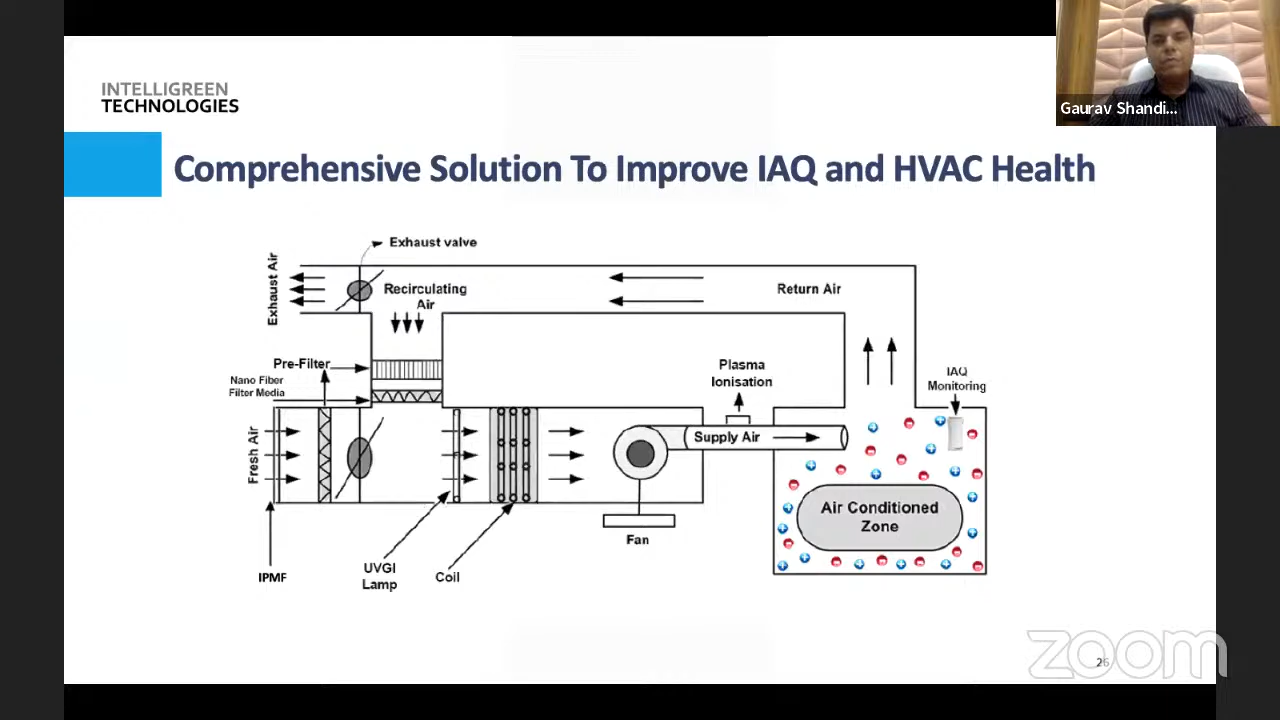 INTELLIGREEN
TECHNOLOGIES
Gaurav Shandi...
Comprehensive Solution To Improve IAQ and HVAC Health
Exhaust valve
Exhaust Air
Recirculating
Air
Return Air
Pre-Filter
Nano Fiber
Filter Media
Plasma
Ionisation
IAQ
Monitoring
Fresh Air
Supply Air
Air Conditioned
Zone
Fan
IPMF
UVGI
Lamp
Coil
zoom
26